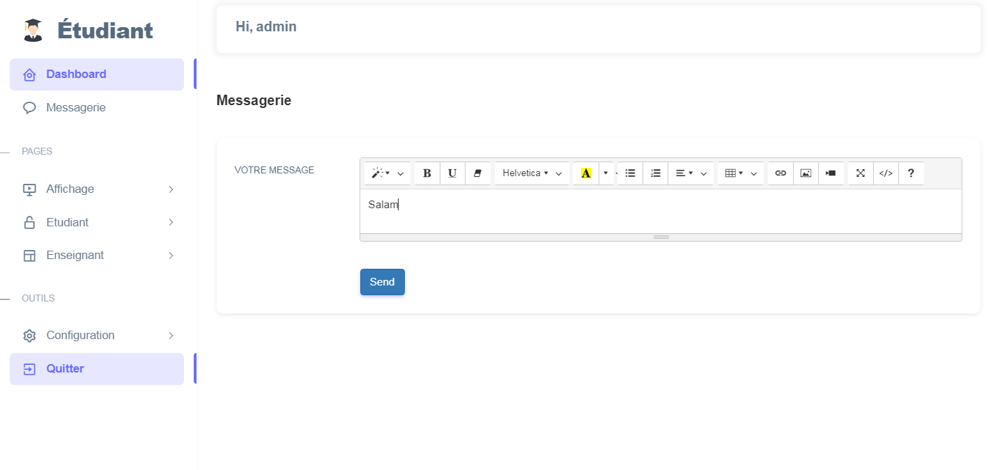 Étudiant
Dashboard
Messagerie
PAGES
Affichage
Etudiant
Enseignant
OUTILS
Configuration
Quitter
Hi, admin
Messagerie
VOTRE MESSAGE
B U Helvetica A </> ?
Salam
Send